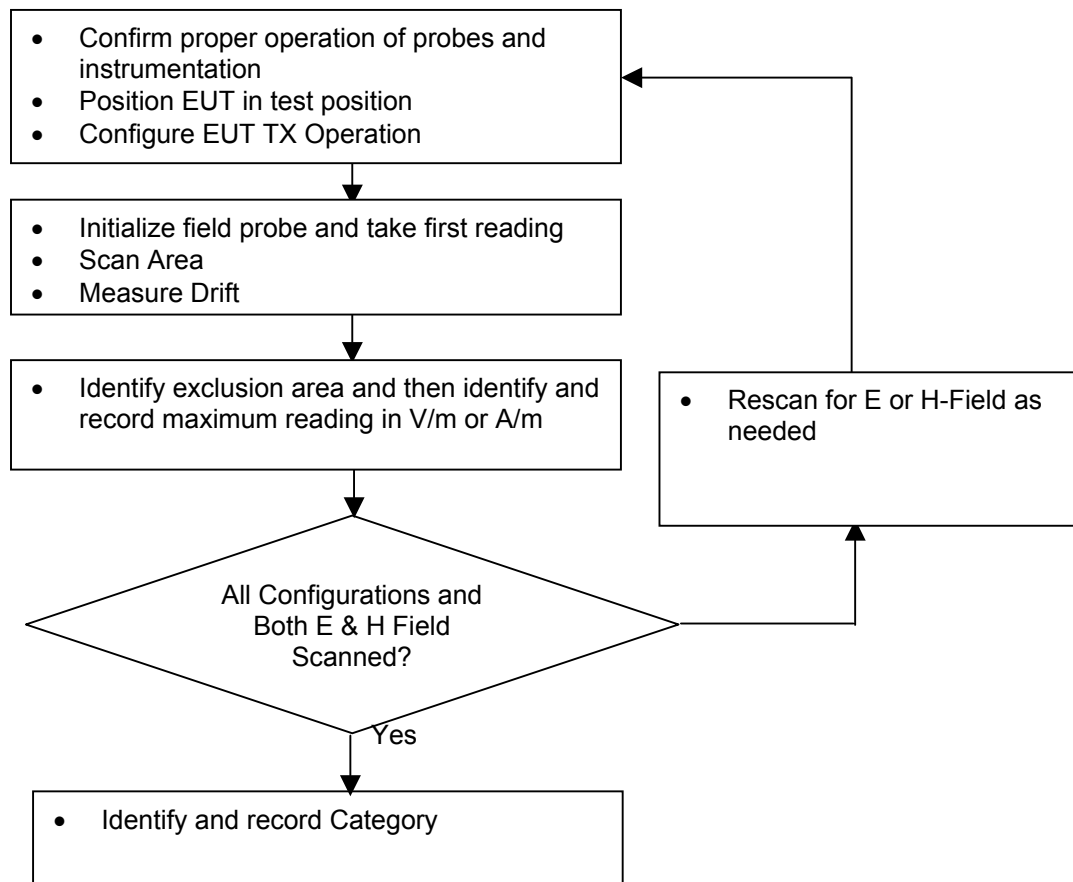 • Confirm proper operation of probes and
instrumentation
• Position EUT in test position
• Configure EUT TX Operation
• Initialize field probe and take first reading
• Scan Area
• Measure Drift
• Identify exclusion area and then identify and
record maximum reading in V/m or A/m
• Rescan for E or H-Field as
needed
All Configurations and
Both E & H Field
Scanned?
Yes
• Identify and record Category